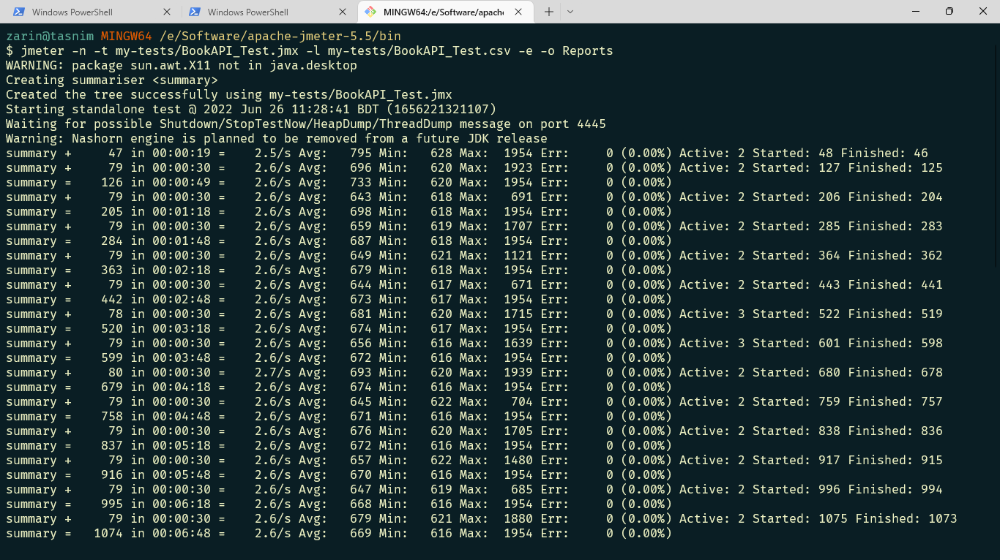 Windows PowerShell
Windows PowerShell
MINGW64:/e/Software/apache
zarin@tasnim MINGW64 /e/Software/apache-jmeter-5.5/bin
$ jmeter -n -t my-tests/BookAPI_Test.jmx -l my-tests/BookAPI_Test.csv -e -o Reports
WARNING: package sun.awt.X11 not in java.desktop
Creating summariser <summary>
Created the tree successfully using my-tests/BookAPI_Test.jmx
Starting standalone test @ 2022 Jun 26 11:28:41 BDT (1656221321107)
Waiting for possible Shutdown/StopTestNow/HeapDump/ThreadDump message on port 4445
Warning: Nashorn engine is planned to be removed from a future JDK release
summary +     47 in 00:00:19 =    2.5/s Avg:   795 Min:   628 Max:  1954 Err:     0 (0.00%) Active: 2 Started: 48 Finished: 46
summary +     79 in 00:00:30 =    2.6/s Avg:   696 Min:   620 Max:  1923 Err:     0 (0.00%) Active: 2 Started: 127 Finished: 125
summary =    126 in 00:00:49 =    2.6/s Avg:   733 Min:   620 Max:  1954 Err:     0 (0.00%)
summary +     79 in 00:00:30 =    2.6/s Avg:   643 Min:   618 Max:   691 Err:     0 (0.00%) Active: 2 Started: 206 Finished: 204
summary =    205 in 00:01:18 =    2.6/s Avg:   698 Min:   618 Max:  1954 Err:     0 (0.00%)
summary +     79 in 00:00:30 =    2.6/s Avg:   659 Min:   619 Max:  1707 Err:     0 (0.00%) Active: 2 Started: 285 Finished: 283
summary =    284 in 00:01:48 =    2.6/s Avg:   687 Min:   618 Max:  1954 Err:     0 (0.00%)
summary +     79 in 00:00:30 =    2.6/s Avg:   649 Min:   621 Max:  1121 Err:     0 (0.00%) Active: 2 Started: 364 Finished: 362
summary =    363 in 00:02:18 =    2.6/s Avg:   679 Min:   618 Max:  1954 Err:     0 (0.00%)
summary +     79 in 00:00:30 =    2.6/s Avg:   644 Min:   617 Max:   671 Err:     0 (0.00%) Active: 2 Started: 443 Finished: 441
summary =    442 in 00:02:48 =    2.6/s Avg:   673 Min:   617 Max:  1954 Err:     0 (0.00%)
summary +     78 in 00:00:30 =    2.6/s Avg:   681 Min:   620 Max:  1715 Err:     0 (0.00%) Active: 3 Started: 522 Finished: 519
summary =    520 in 00:03:18 =    2.6/s Avg:   674 Min:   617 Max:  1954 Err:     0 (0.00%)
summary +     79 in 00:00:30 =    2.6/s Avg:   656 Min:   616 Max:  1639 Err:     0 (0.00%) Active: 3 Started: 601 Finished: 598
summary =    599 in 00:03:48 =    2.6/s Avg:   672 Min:   616 Max:  1954 Err:     0 (0.00%)
summary +     80 in 00:00:30 =    2.7/s Avg:   693 Min:   620 Max:  1939 Err:     0 (0.00%) Active: 2 Started: 680 Finished: 678
summary =    679 in 00:04:18 =    2.6/s Avg:   674 Min:   616 Max:  1954 Err:     0 (0.00%)
summary +     79 in 00:00:30 =    2.6/s Avg:   645 Min:   622 Max:   704 Err:     0 (0.00%) Active: 2 Started: 759 Finished: 757
summary =    758 in 00:04:48 =    2.6/s Avg:   671 Min:   616 Max:  1954 Err:     0 (0.00%)
summary +     79 in 00:00:30 =    2.6/s Avg:   676 Min:   620 Max:  1705 Err:     0 (0.00%) Active: 2 Started: 838 Finished: 836
summary =    837 in 00:05:18 =    2.6/s Avg:   672 Min:   616 Max:  1954 Err:     0 (0.00%)
summary +     79 in 00:00:30 =    2.6/s Avg:   657 Min:   622 Max:  1480 Err:     0 (0.00%) Active: 2 Started: 917 Finished: 915
summary =    916 in 00:05:48 =    2.6/s Avg:   670 Min:   616 Max:  1954 Err:     0 (0.00%)
summary +     79 in 00:00:30 =    2.6/s Avg:   647 Min:   619 Max:   685 Err:     0 (0.00%) Active: 2 Started: 996 Finished: 994
summary =    995 in 00:06:18 =    2.6/s Avg:   668 Min:   616 Max:  1954 Err:     0 (0.00%)
summary +     79 in 00:00:30 =    2.6/s Avg:   679 Min:   621 Max:  1880 Err:     0 (0.00%) Active: 2 Started: 1075 Finished: 1073
summary =   1074 in 00:06:48 =    2.6/s Avg:   669 Min:   616 Max:  1954 Err:     0 (0.00%)